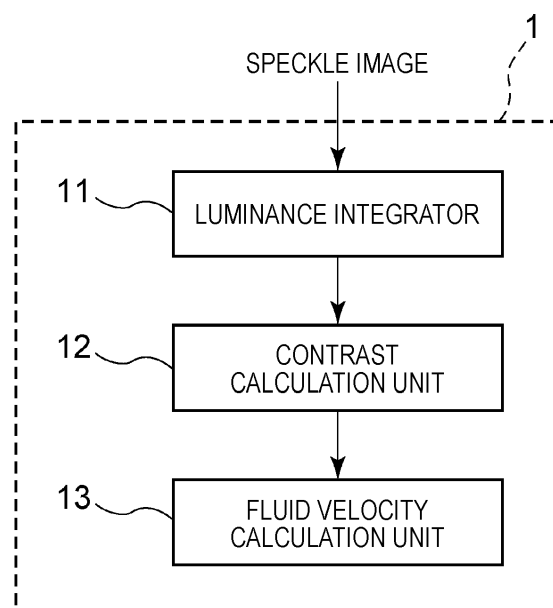 1
SPECKLE IMAGE
11
LUMINANCE INTEGRATOR
12
CONTRAST
CALCULATION UNIT
13
FLUID VELOCITY
CALCULATION UNIT